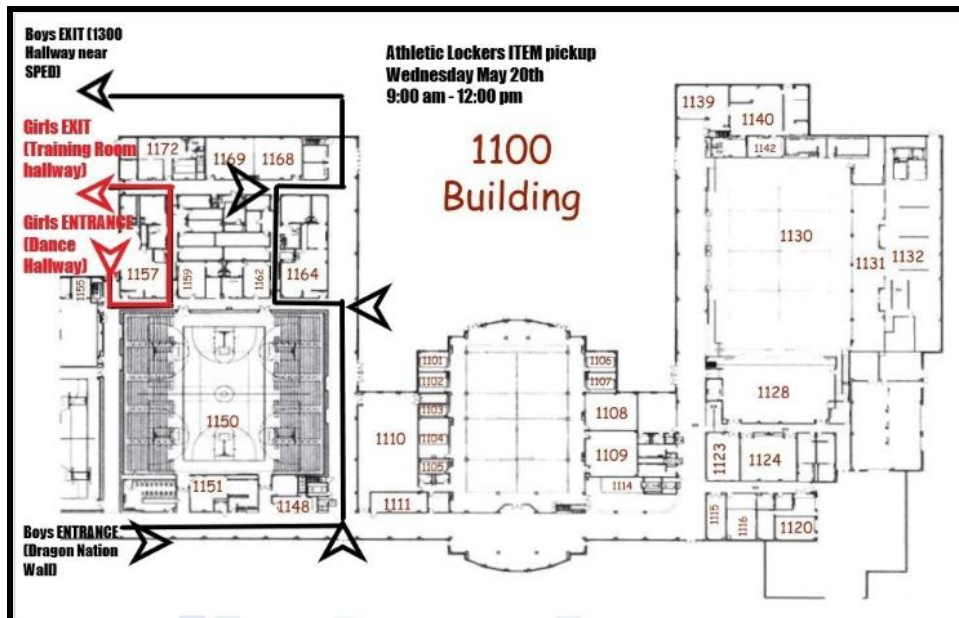 Boys EXIT (1300
Hallway near
SPED)
Athletic Lockers ITEM pickup
Wednesday May 20th
9:00 am - 12:00 pm
Girls EXIT
(Training Room
hallway)
Girls ENTRANCE
(Dance
Hallway)
1100
Building
1139
1140
1142
1172
1169
1168
1130
1131
1132
1157
1159
1162
1164
1155
1101
1102
1103
1104
1105
1106
1107
1108
1109
1110
1111
1114
1128
1123
1124
1150
1151
1148
1115
1116
1120
Boys ENTRANCE
(Dragon Nation
Wall)